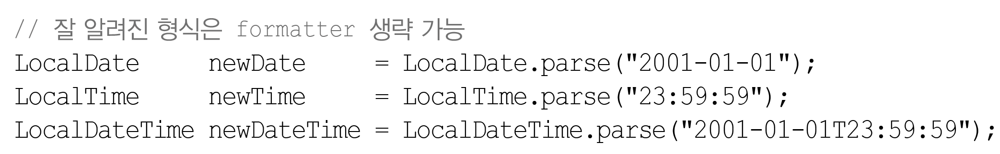 // 잘 알려진 형식은 formatter 생략 가능
LocalDate     newDate     = LocalDate.parse("2001-01-01");
LocalTime     newTime     = LocalTime.parse("23:59:59");
LocalDateTime newDateTime = LocalDateTime.parse("2001-01-01T23:59:59");